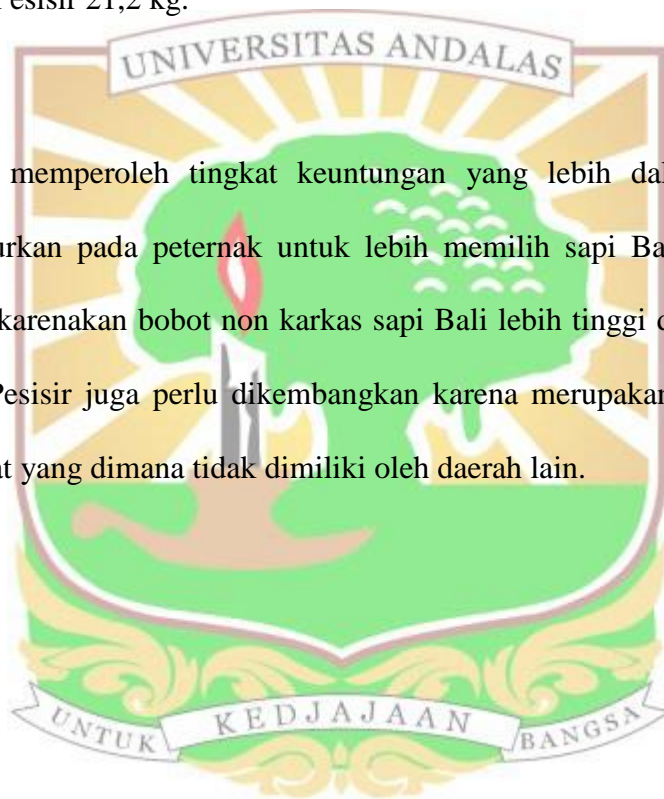 esisir 21,2 kg.
UNIVERSITAS ANDALAS
memperoleh tingkat keuntungan yang lebih dal
urkan pada peternak untuk lebih memilih sapi Ba
karenakan bobot non karkas sapi Bali lebih tinggi d
Pesisir juga perlu dikembangkan karena merupakan
at yang dimana tidak dimiliki oleh daerah lain.
UNTUK KEDJAJAAN BANGSA